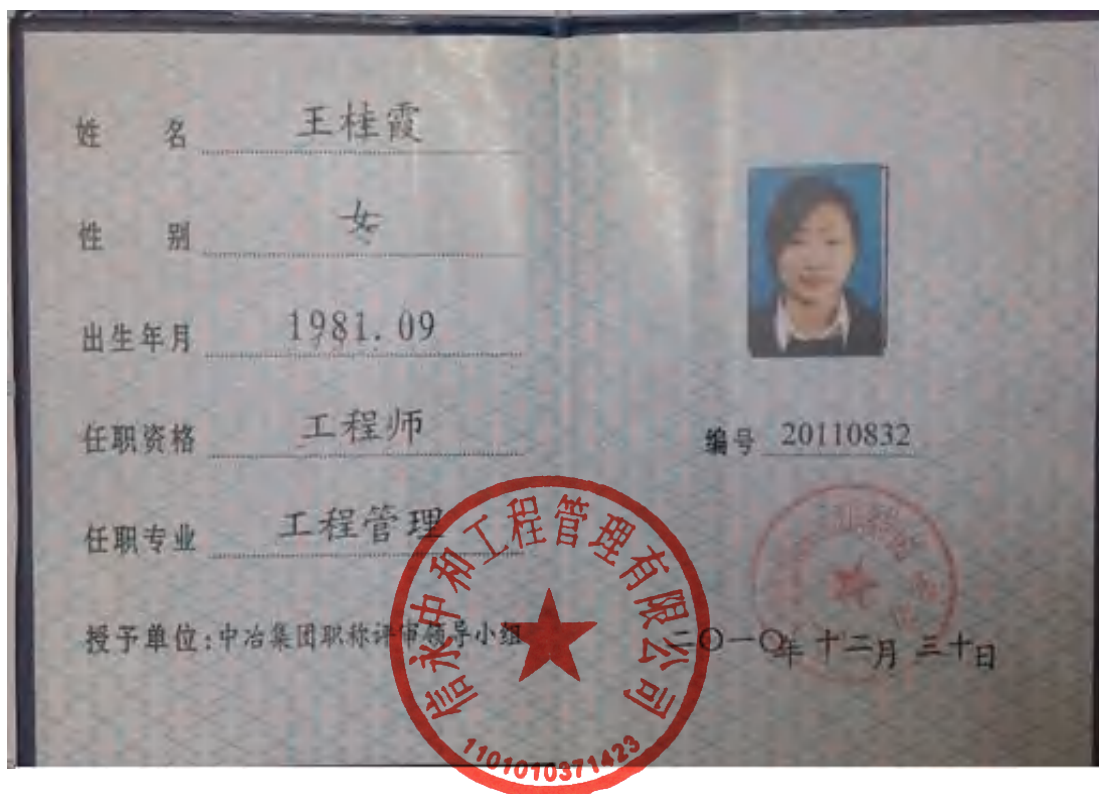 姓 名 王桂霞
性 别 女
出生年月 1981.09
任职资格 工程师
任职专业 工程管理
授予单位:中冶集团职称评审领导小组
编号 20110832
二〇一〇年十二月三十日
信永中和工程管理有限公司
1101010371423